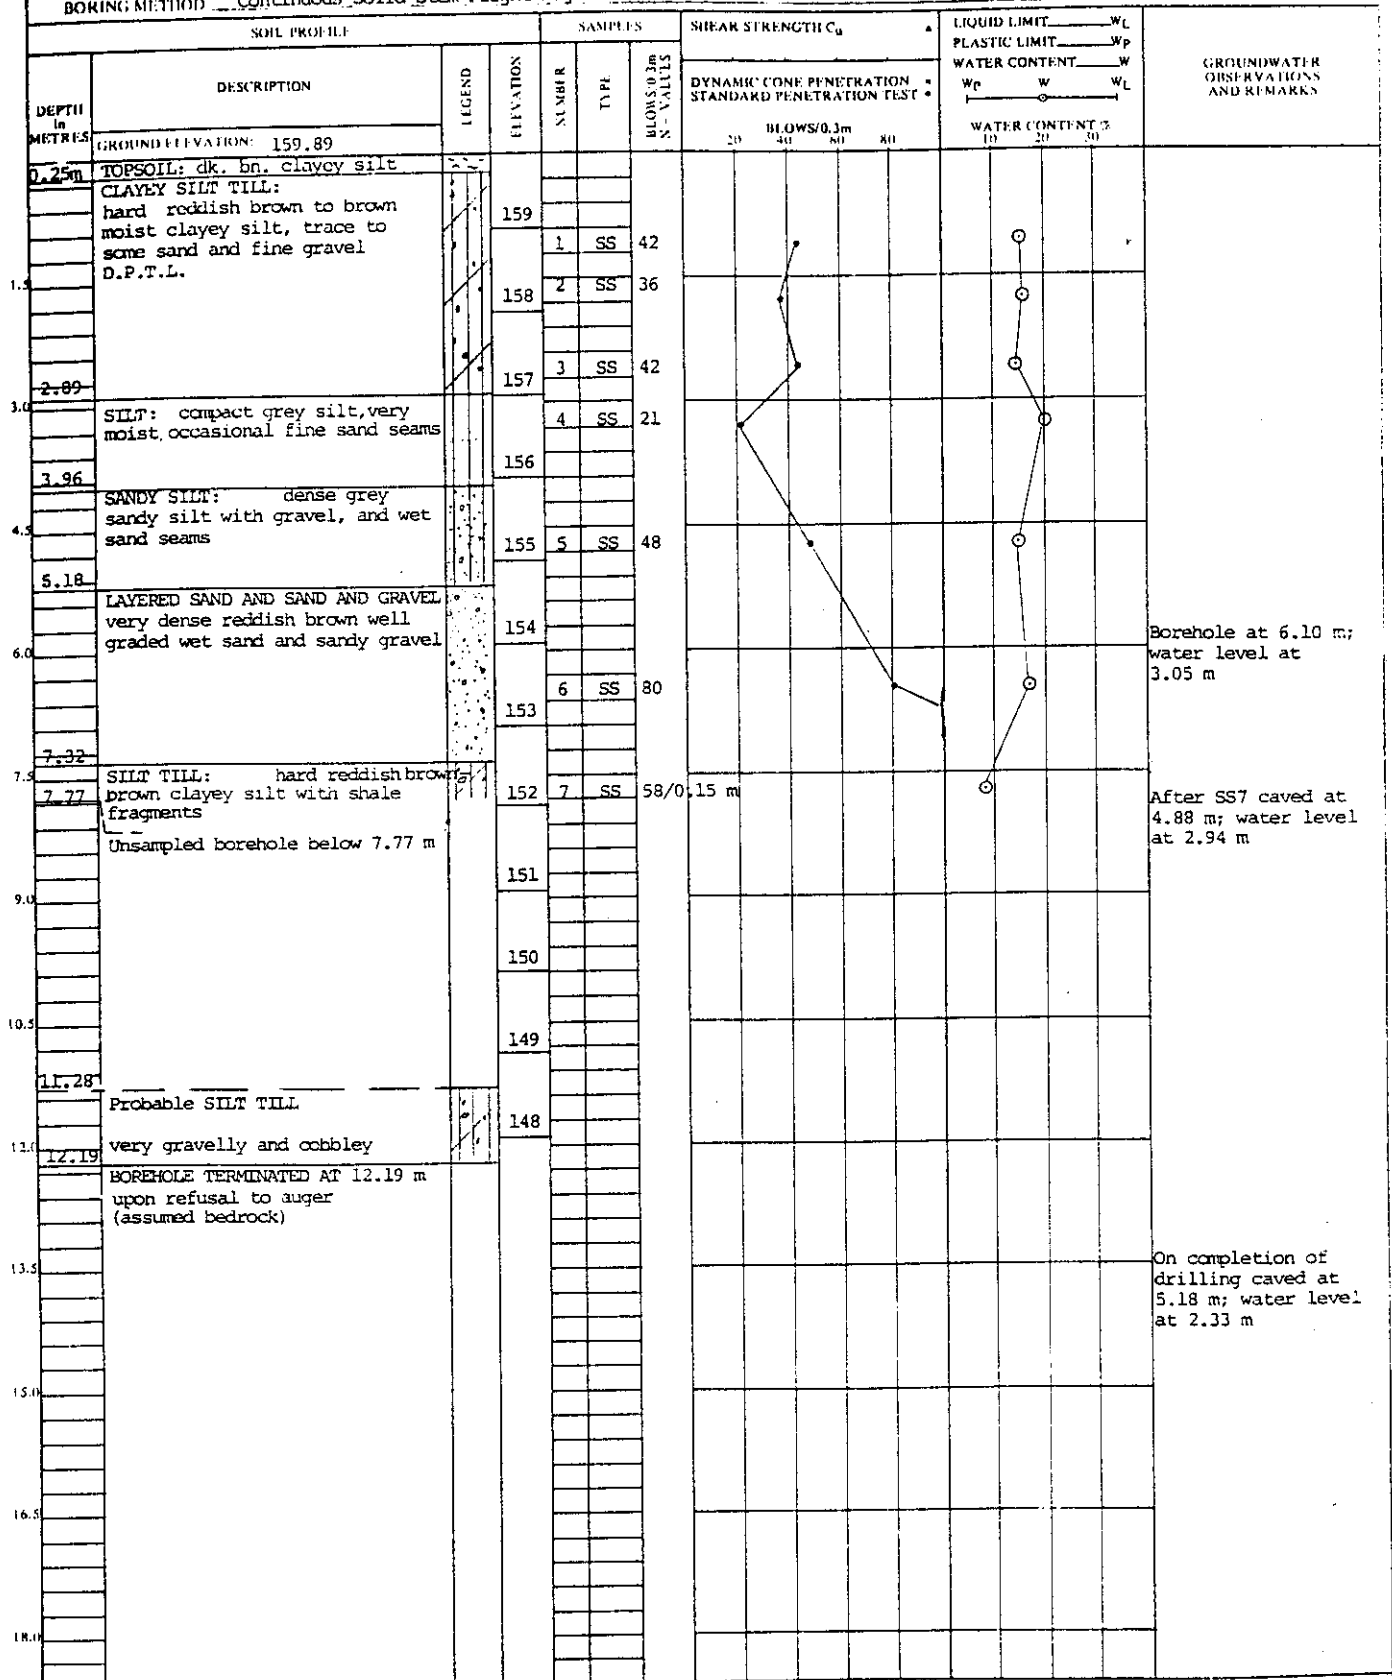 BORING METHOD Continuous Solid Stem
SOIL PROFILE
SAMPLES
SHEAR STRENGTH Cu
LIQUID LIMIT WL
PLASTIC LIMIT WP
WATER CONTENT W
WP W WL
WATER CONTENT %
10 20 30
GROUNDWATER
OBSERVATIONS
AND REMARKS
DEPTH
in
METRES
DESCRIPTION
LEGEND
ELEVATION
NUMBER
TYPE
BLOWS/0.3m
N - VALUES
DYNAMIC CONE PENETRATION
STANDARD PENETRATION TEST
BLOWS/0.3m
20 40 60 80
GROUND ELEVATION: 159.89
0.25m TOPSOIL: dk. bn. clayey silt
CLAYEY SILT TILL:
hard reddish brown to brown
moist clayey silt, trace to
some sand and fine gravel
D.P.T.L.
159
1 SS 42
1.5
158
2 SS 36
157
3 SS 42
2.89
3.0
SILT: compact grey silt, very
moist, occasional fine sand seams
4 SS 21
156
3.96
SANDY SILT: dense grey
sandy silt with gravel, and wet
sand seams
4.5
155 5 SS 48
5.18
LAYERED SAND AND SAND AND GRAVEL
very dense reddish brown well
graded wet sand and sandy gravel
154
6.0
Borehole at 6.10 m;
water level at
3.05 m
6 SS 80
153
7.32
7.5
SILT TILL: hard reddish brown
brown clayey silt with shale
fragments
7.77
152 7 SS 58/0.15 m
After SS7 caved at
4.88 m; water level
at 2.94 m
Unsampled borehole below 7.77 m
151
9.0
150
10.5
149
11.28
Probable SILT TILL
148
very gravelly and cobbley
12.0
12.19
BOREHOLE TERMINATED AT 12.19 m
upon refusal to auger
(assumed bedrock)
13.5
On completion of
drilling caved at
5.18 m; water level
at 2.33 m
15.0
16.5
18.0